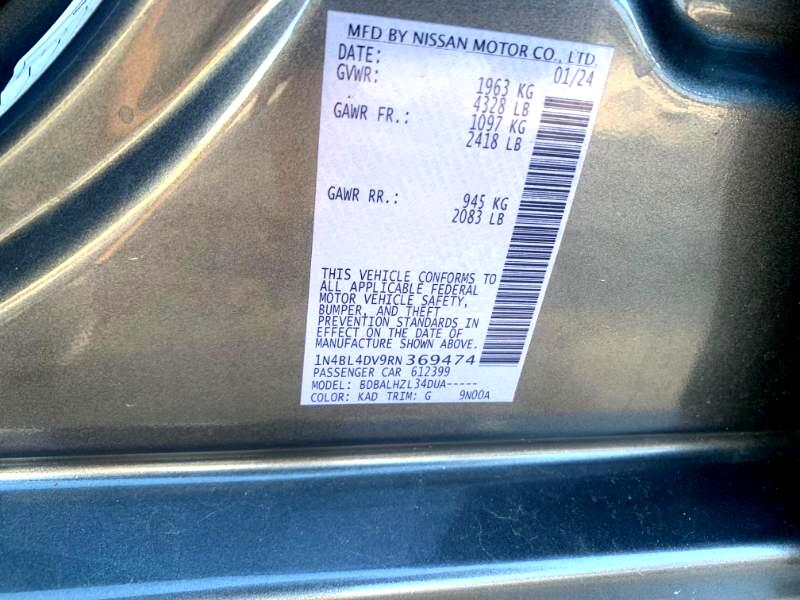 MFD BY NISSAN MOTOR CO., LTD.
DATE: 01/24
GVWR: 1963 KG
4328 LB
GAWR FR.: 1097 KG
2418 LB
GAWR RR.: 945 KG
2083 LB
THIS VEHICLE CONFORMS TO
ALL APPLICABLE FEDERAL
MOTOR VEHICLE SAFETY,
BUMPER, AND THEFT
PREVENTION STANDARDS IN
EFFECT ON THE DATE OF
MANUFACTURE SHOWN ABOVE.
1N4BL4DV9RN369474
PASSENGER CAR 612399
MODEL: BDBALHZL34DUA-----
COLOR: KAD TRIM: G 9N00A